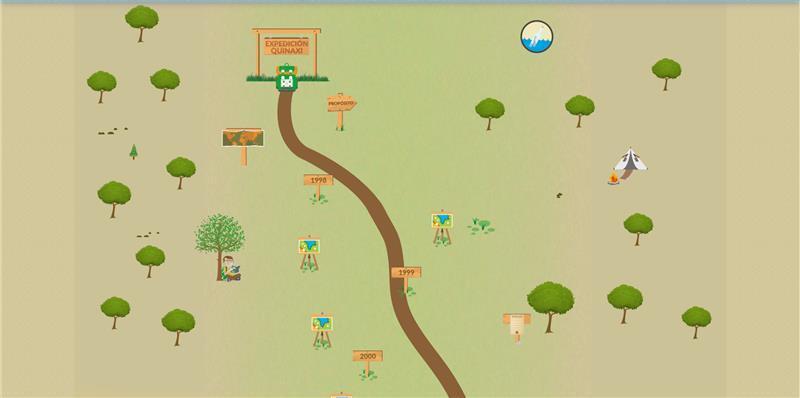 EXPEDICIÓN
QUINAXI
PROPÓSITO
1998
1999
2000